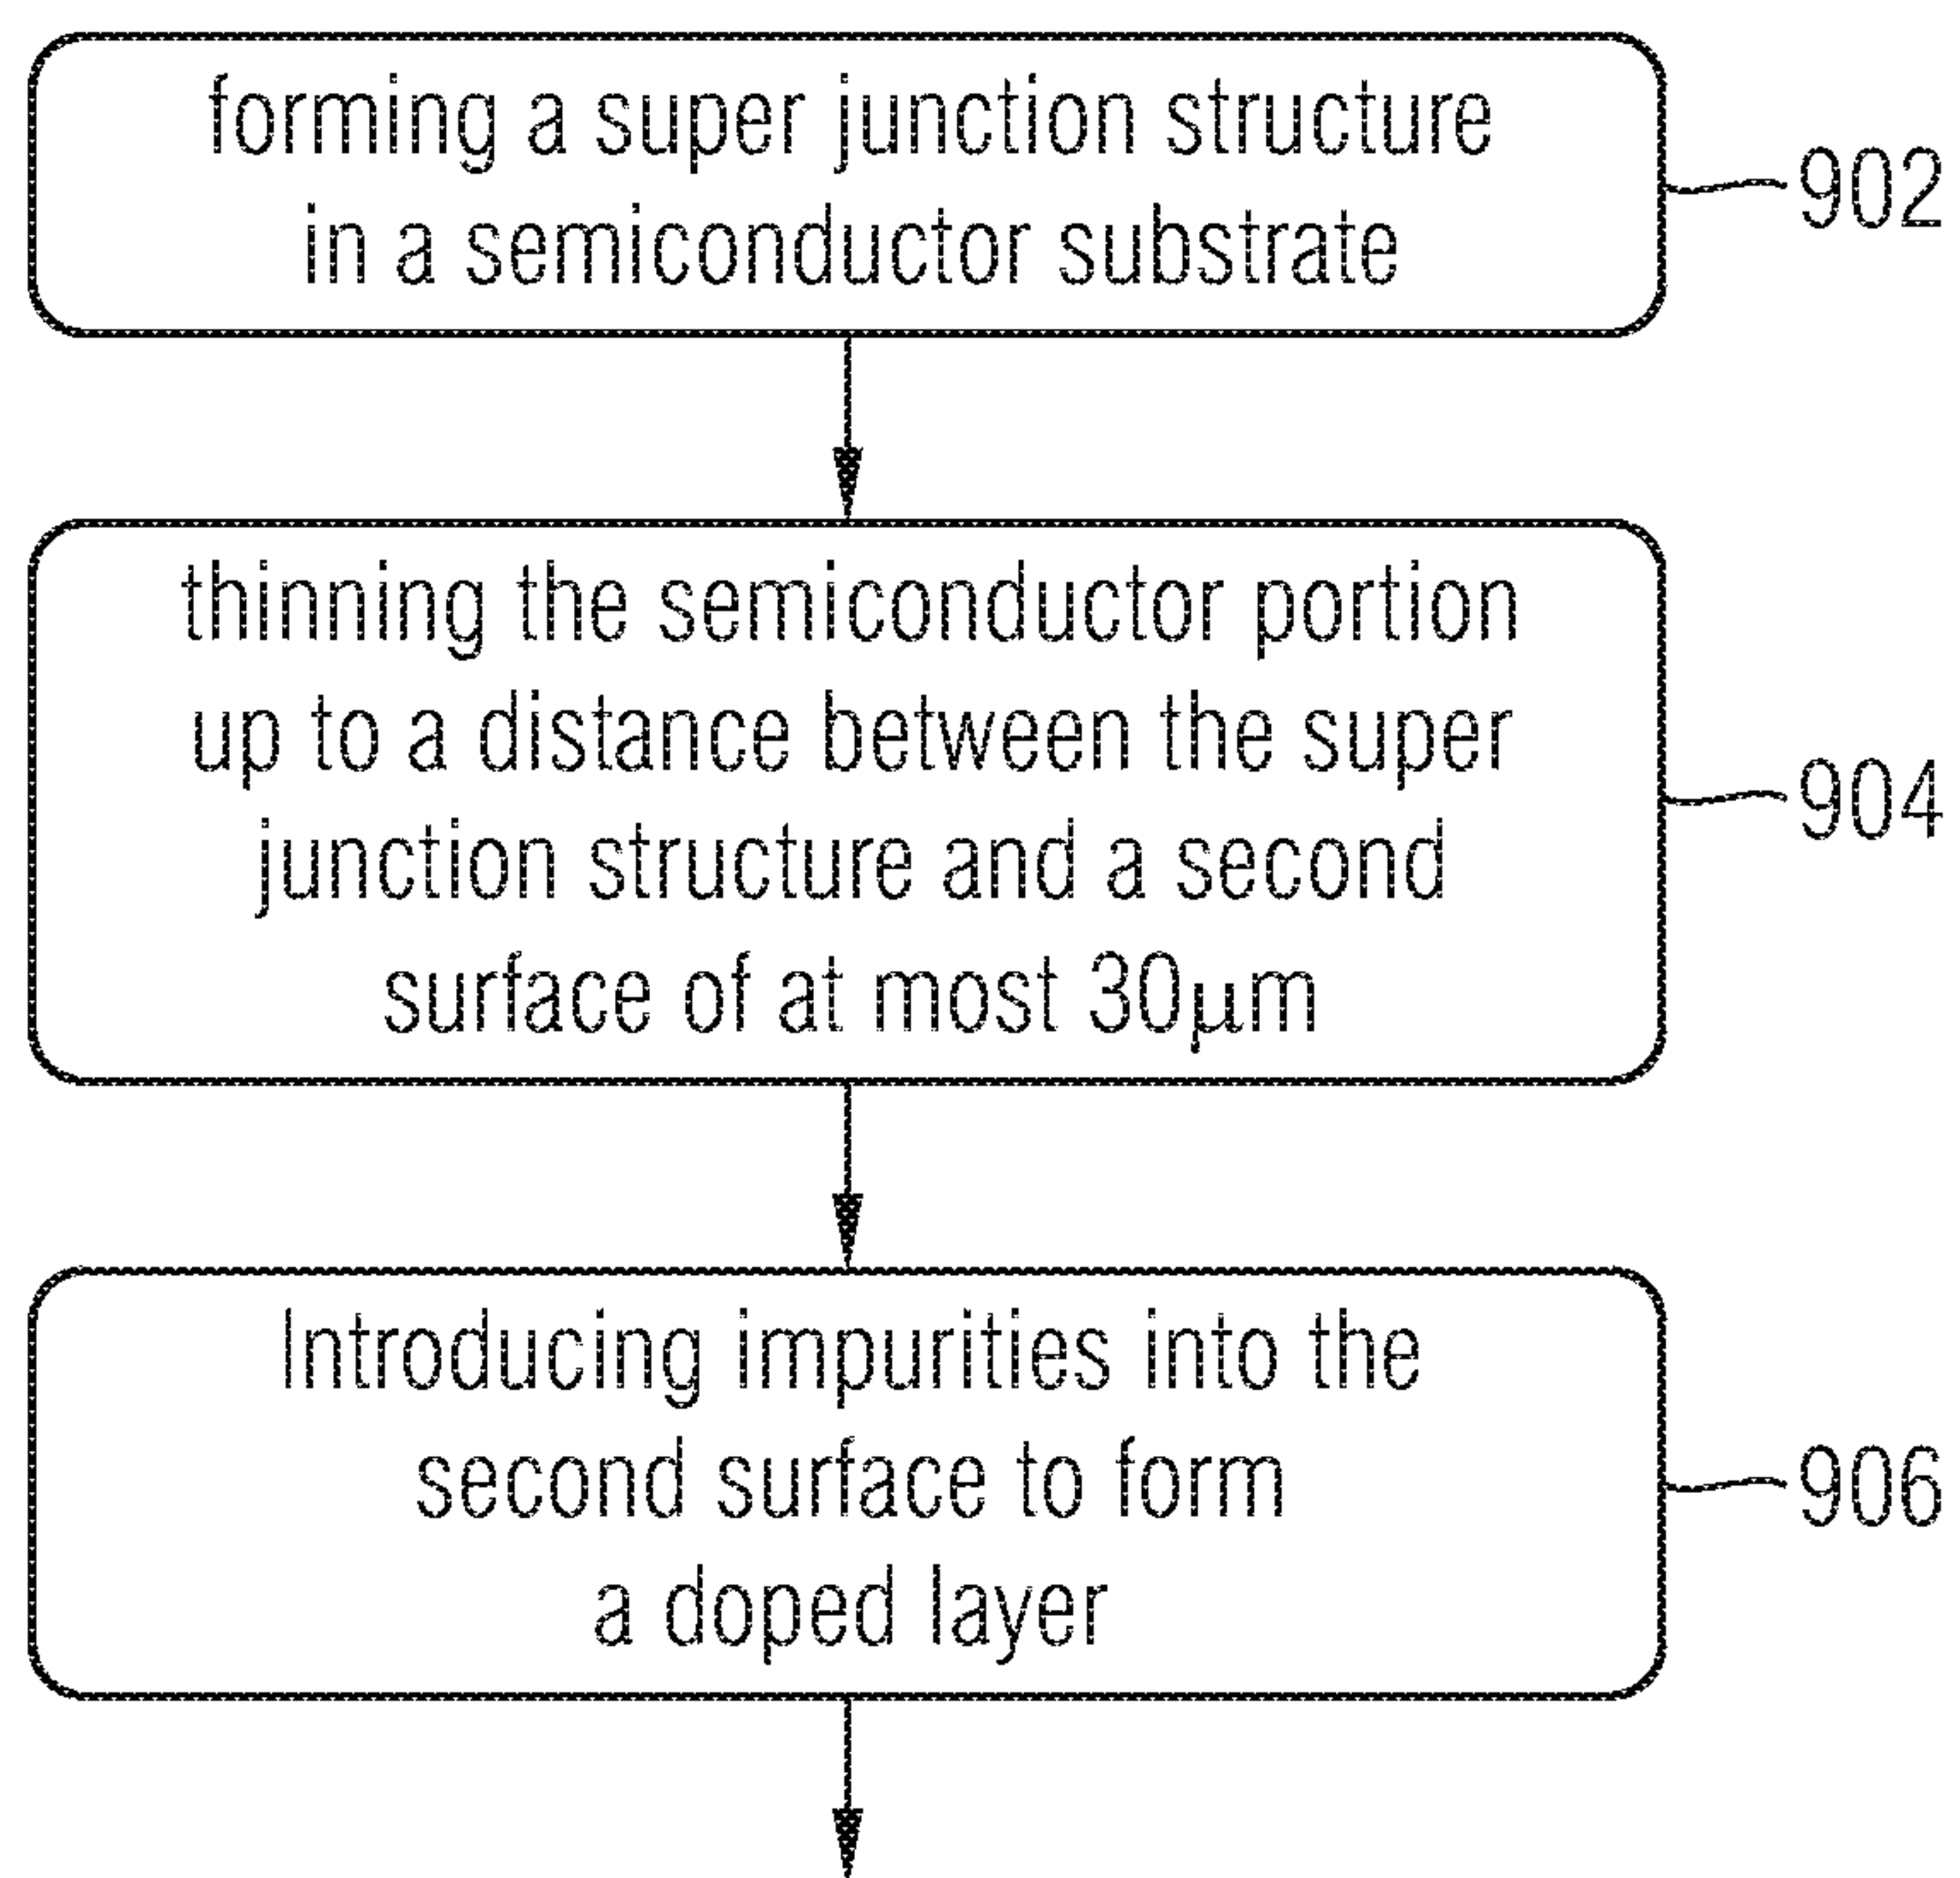 forming a super junction structure
in a semiconductor substrate
902
thinning the semiconductor portion
up to a distance between the super
junction structure and a second
surface of at most 30μm
904
Introducing impurities into the
second surface to form
a doped layer
906